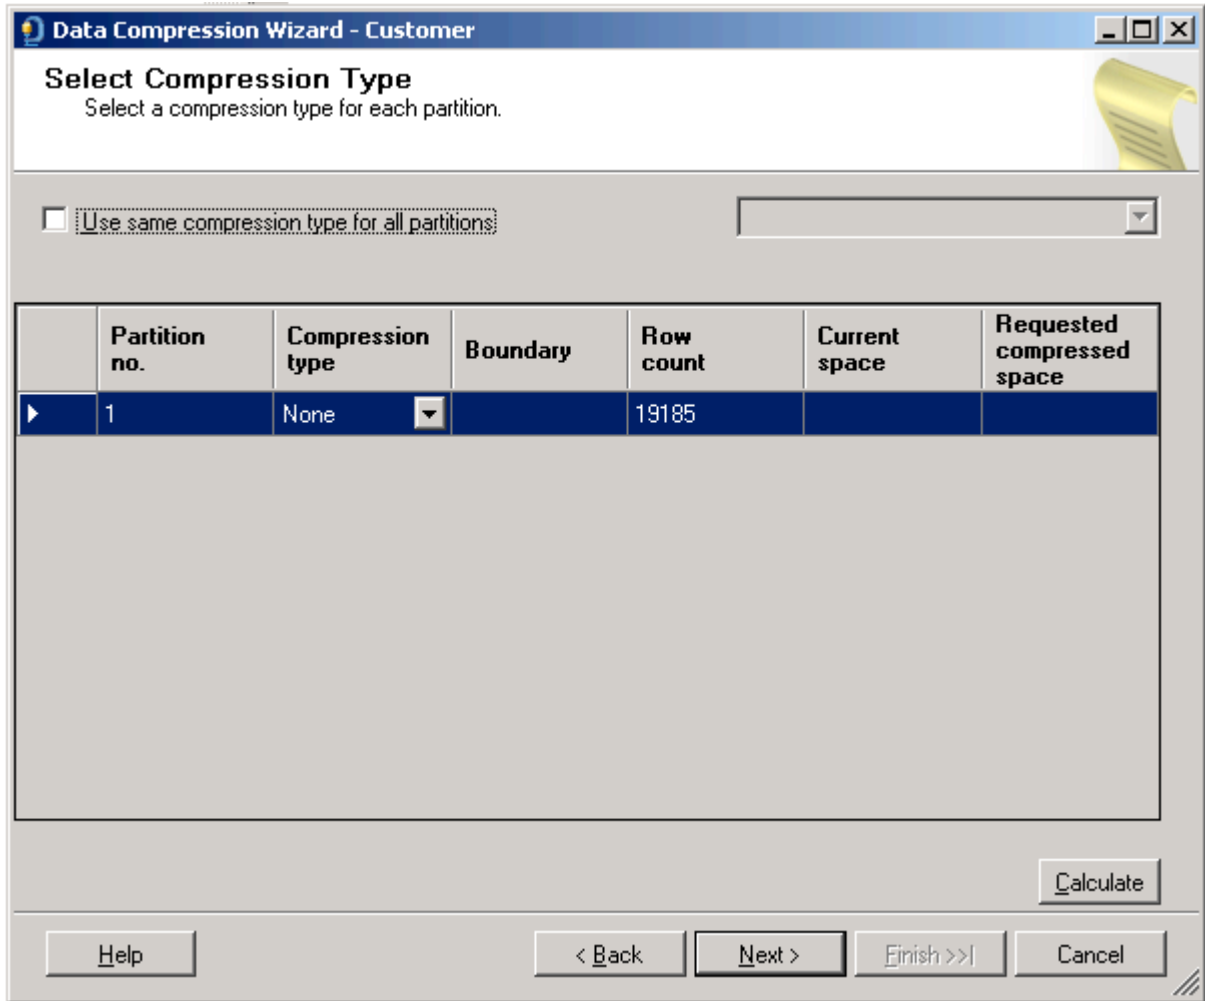 Data Compression Wizard - Customer
Select Compression Type
Select a compression type for each partition.
Use same compression type for all partitions
Partition no. Compression type Boundary Row count Current space Requested compressed space
1 None 19185
Calculate
Help < Back Next > Finish >>| Cancel